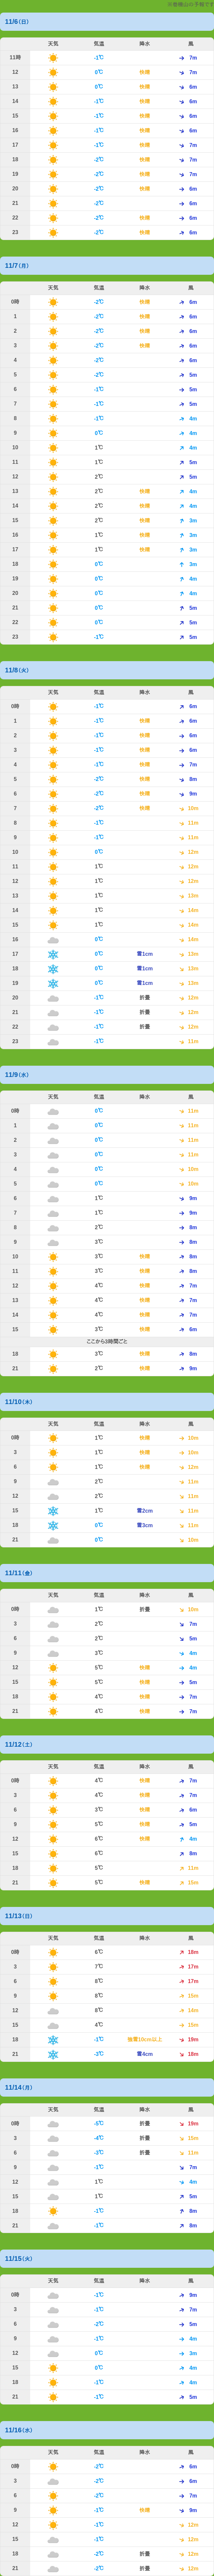 の予報です
11/6(日)
天気 気温 降水 風
11時 -1℃ 7m
12 0℃ 快晴 7m
13 0℃ 快晴 6m
14 -1℃ 快晴 6m
15 -1℃ 快晴 6m
16 -1℃ 快晴 6m
17 -1℃ 快晴 7m
18 -2℃ 快晴 7m
19 -2℃ 快晴 7m
20 -2℃ 快晴 6m
21 -2℃ 6m
22 -2℃ 快晴 6m
23 -2℃ 快晴 6m
11/7(月)
天気 気温 降水 風
0時 -2℃ 快晴 6m
1 -2℃ 快晴 6m
2 -2℃ 快晴 6m
3 -2℃ 快晴 6m
4 -2℃ 6m
5 -2℃ 5m
6 -1℃ 5m
7 -1℃ 5m
8 -1℃ 4m
9 0℃ 4m
10 1℃ 4m
11 1℃ 5m
12 2℃ 5m
13 2℃ 快晴 4m
14 2℃ 快晴 4m
15 2℃ 快晴 3m
16 1℃ 快晴 3m
17 1℃ 快晴 3m
18 0℃ 3m
19 0℃ 4m
20 0℃ 4m
21 0℃ 5m
22 0℃ 5m
23 -1℃ 5m
11/8(火)
天気 気温 降水 風
0時 -1℃ 6m
1 -1℃ 快晴 6m
2 -1℃ 快晴 6m
3 -1℃ 快晴 6m
4 -1℃ 快晴 7m
5 -2℃ 快晴 8m
6 -2℃ 快晴 9m
7 -2℃ 快晴 10m
8 -1℃ 11m
9 -1℃ 11m
10 0℃ 12m
11 1℃ 12m
12 1℃ 12m
13 1℃ 13m
14 1℃ 14m
15 1℃ 14m
16 0℃ 14m
17 0℃ 雪1cm 13m
18 0℃ 雪1cm 13m
19 0℃ 雪1cm 13m
20 -1℃ 折畳 12m
21 -1℃ 折畳 12m
22 -1℃ 折畳 12m
23 -1℃ 11m
11/9(水)
天気 気温 降水 風
0時 0℃ 11m
1 0℃ 11m
2 0℃ 11m
3 0℃ 11m
4 0℃ 10m
5 0℃ 10m
6 1℃ 9m
7 1℃ 9m
8 2℃ 8m
9 3℃ 8m
10 3℃ 快晴 8m
11 3℃ 快晴 8m
12 4℃ 快晴 7m
13 4℃ 快晴 7m
14 4℃ 快晴 7m
15 3℃ 快晴 6m
ここから3時間ごと
18 3℃ 快晴 8m
21 2℃ 快晴 9m
11/10(木)
天気 気温 降水 風
0時 1℃ 快晴 10m
3 1℃ 快晴 10m
6 1℃ 快晴 12m
9 2℃ 11m
12 2℃ 11m
15 1℃ 雪2cm 11m
18 0℃ 雪3cm 11m
21 0℃ 10m
11/11(金)
天気 気温 降水 風
0時 1℃ 折畳 10m
3 2℃ 7m
6 2℃ 5m
9 3℃ 4m
12 5℃ 快晴 4m
15 5℃ 快晴 5m
18 4℃ 快晴 7m
21 4℃ 快晴 7m
11/12(土)
天気 気温 降水 風
0時 4℃ 快晴 7m
3 4℃ 快晴 7m
6 3℃ 快晴 6m
9 5℃ 快晴 5m
12 6℃ 快晴 4m
15 6℃ 8m
18 5℃ 11m
21 5℃ 快晴 15m
11/13(日)
天気 気温 降水 風
0時 6℃ 18m
3 7℃ 17m
6 8℃ 17m
9 8℃ 15m
12 8℃ 14m
15 4℃ 15m
18 -1℃ 10cm以上 19m
21 -3℃ 雪4cm 18m
11/14(月)
天気 気温 降水 風
0時 -5℃ 折畳 19m
3 -4℃ 折畳 15m
6 -3℃ 折畳 11m
9 -1℃ 7m
12 1℃ 4m
15 1℃ 5m
18 -1℃ 8m
21 -1℃ 8m
11/15(火)
天気 気温 降水 風
0時 -1℃ 9m
3 -1℃ 7m
6 -2℃ 5m
9 -1℃ 4m
12 0℃ 3m
15 0℃ 4m
18 -1℃ 4m
21 -1℃ 5m
11/16(水)
天気 気温 降水 風
0時 -2℃ 6m
3 -2℃ 6m
6 -2℃ 7m
9 -1℃ 快晴 9m
12 -1℃ 12m
15 -1℃ 12m
18 -2℃ 折畳 12m
21 -2℃ 折畳 12m